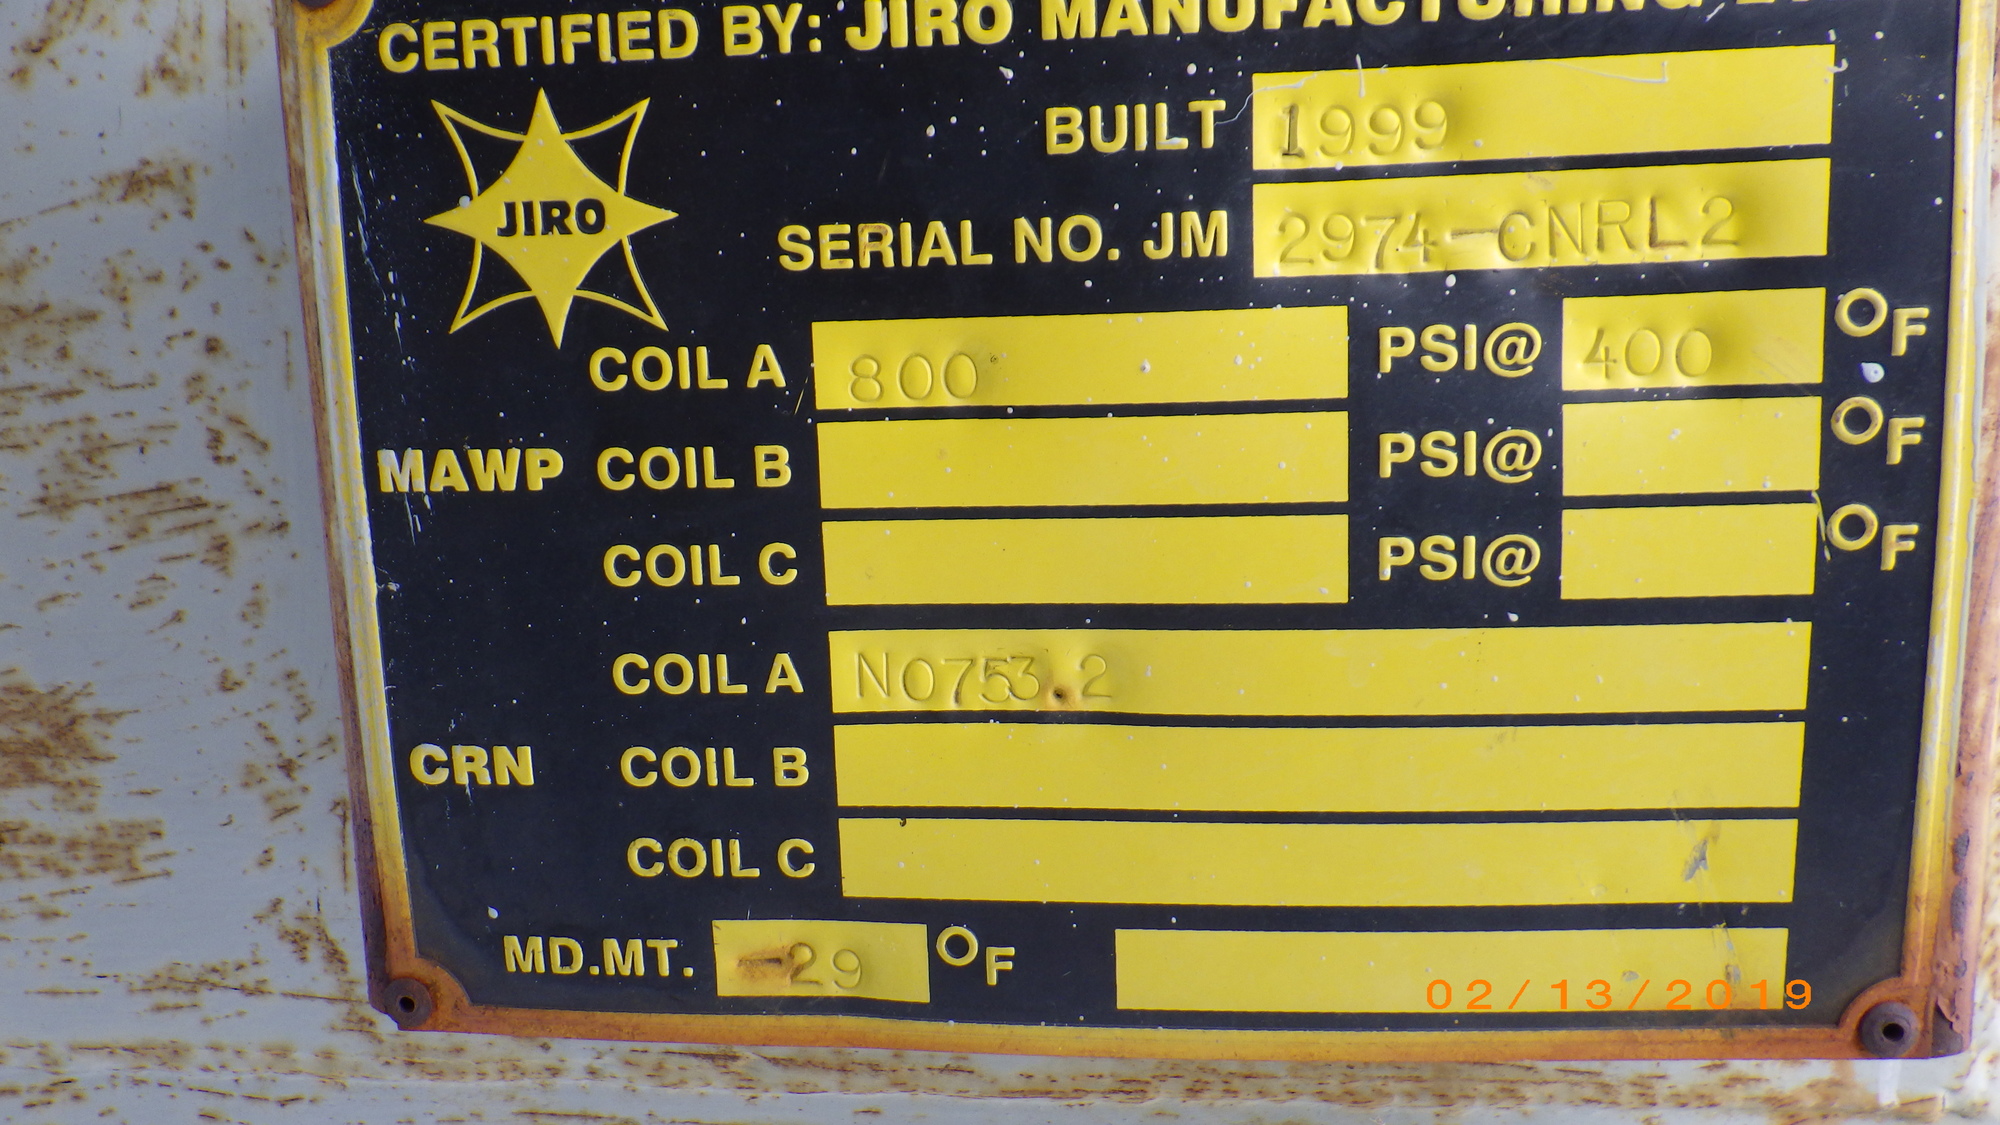 CERTIFIED BY: JIRO MANUFACTURING
JIRO
BUILT 1999
SERIAL NO. JM 2974-CNRL2
COIL A 800 PSI@ 400 °F
MAWP COIL B PSI@ °F
COIL C PSI@ °F
COIL A N0753.2
CRN COIL B
COIL C
MD.MT. -29 °F
02/13/2019